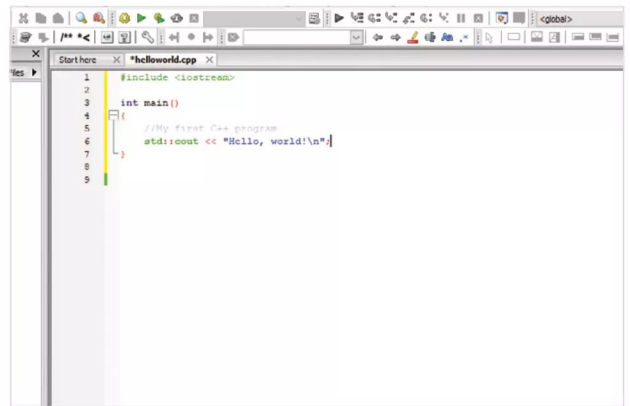 <global>
/** *<
Start here X *helloworld.cpp X
iles
1 #include <iostream>
2
3 int main()
4 {
5 //My first C++ program
6 std::cout << "Hello, world!\n";
7 }
8
9